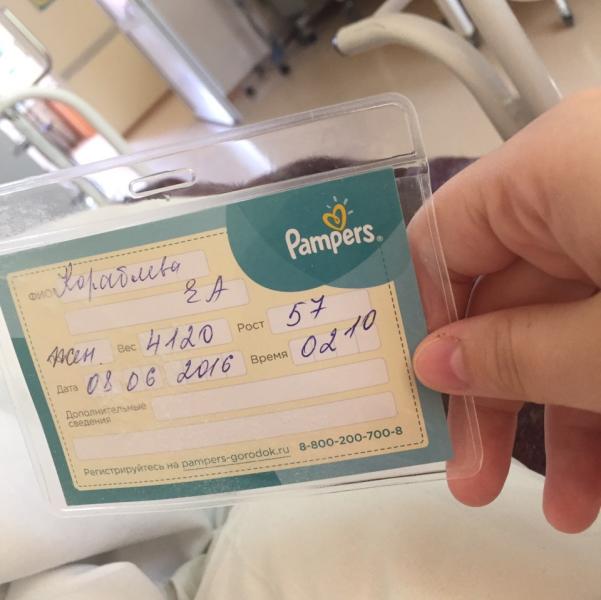 Pampers
ФИО Кораблева
Е А
жен. Вес 4120 Рост 57
Дата 08 06 2016 Время 02 10
Дополнительные
сведения
Регистрируйтесь на pampers-gorodok.ru 8-800-200-700-8